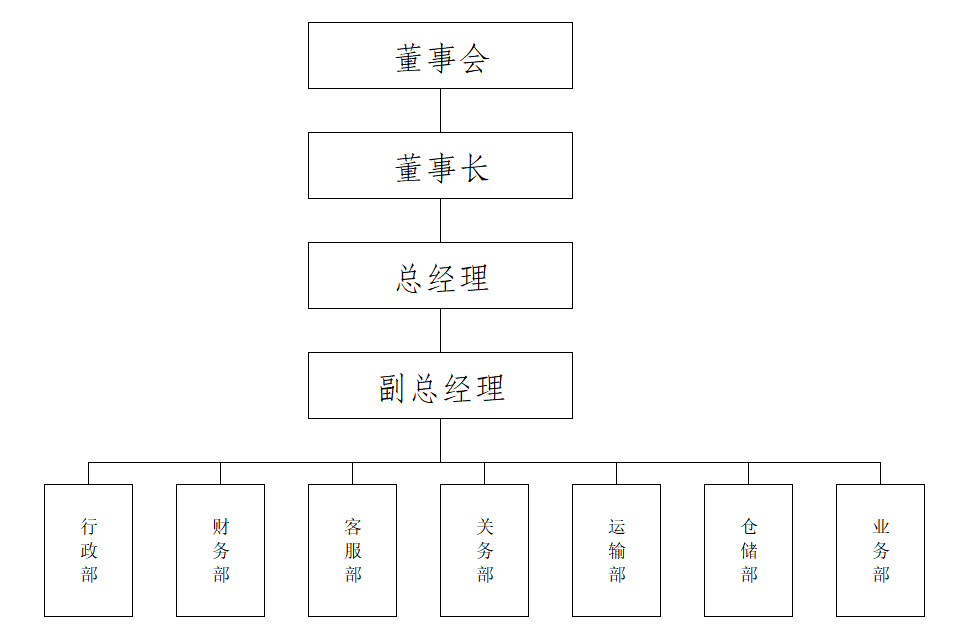 董事会
董事长
总经理
副总经理
行政部
财务部
客服部
关务部
运输部
仓储部
业务部